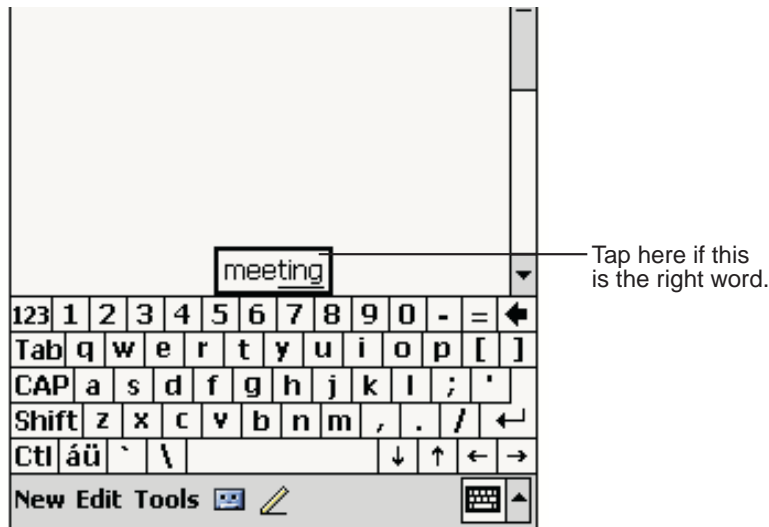 meeting
Tap here if this
is the right word.
123 1 2 3 4 5 6 7 8 9 0 - =
Tab q w e r t y u i o p [ ]
CAP a s d f g h j k l ; '
Shift z x c v b n m , . /
Ctl áü ` \ ↓ ↑ ← →
New Edit Tools